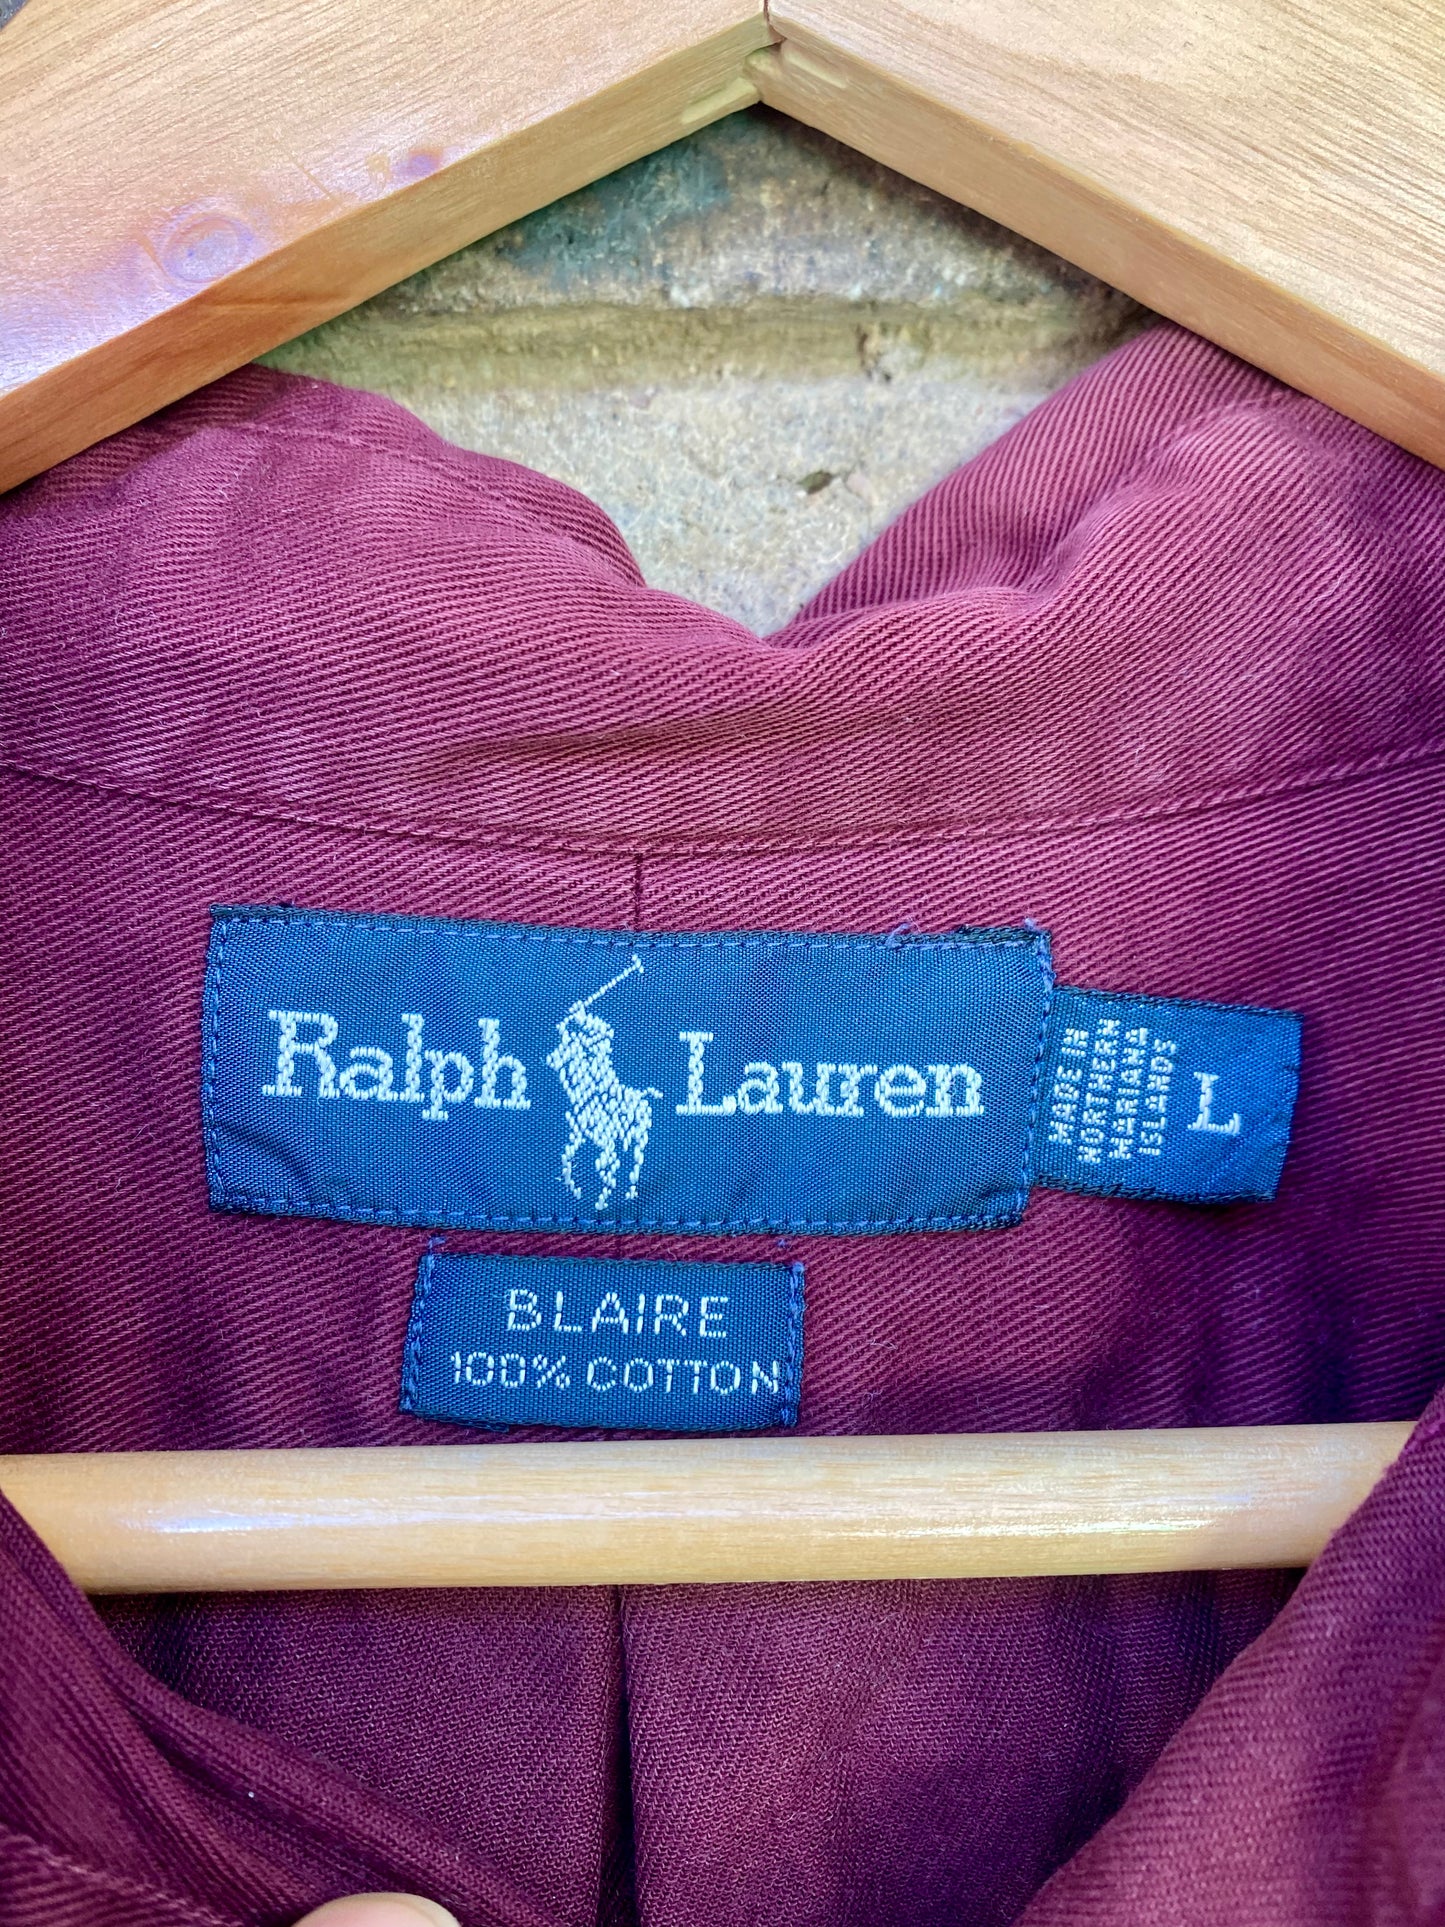 Ralph Lauren
MADE IN
NORTHERN
MARIANA
ISLANDS
L
BLAIRE
100% COTTON